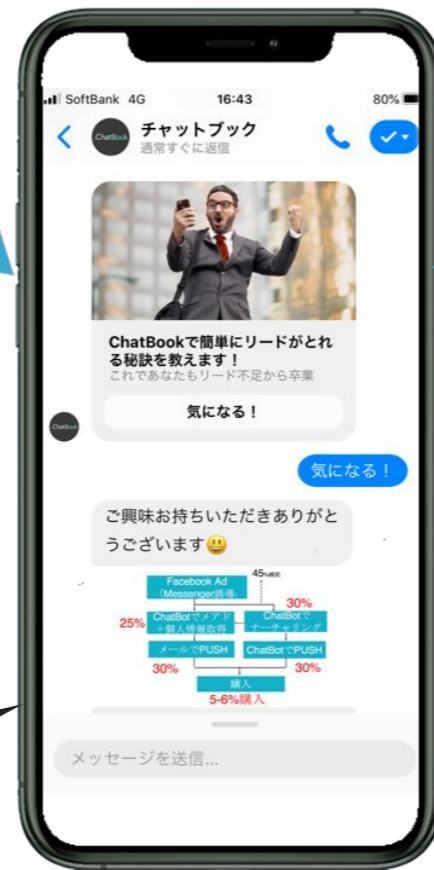 SoftBank 4G 16:43 80%
ChatBook チャットブック
通常すぐに返信
ChatBookで簡単にリードがとれ
る秘訣を教えます！
これであなたもリード不足から卒業
気になる！
ChatBook
気になる！
ご興味お持ちいただきありがと
うございます😃
Facebook Ad
（Messenger誘導）
45%
30%
25%
ChatBotでメアド
＋個人情報取得
ChatBotで
ナーチャリング
メールでPUSH
ChatBotでPUSH
30%
30%
購入
5-6%購入
メッセージを送信...